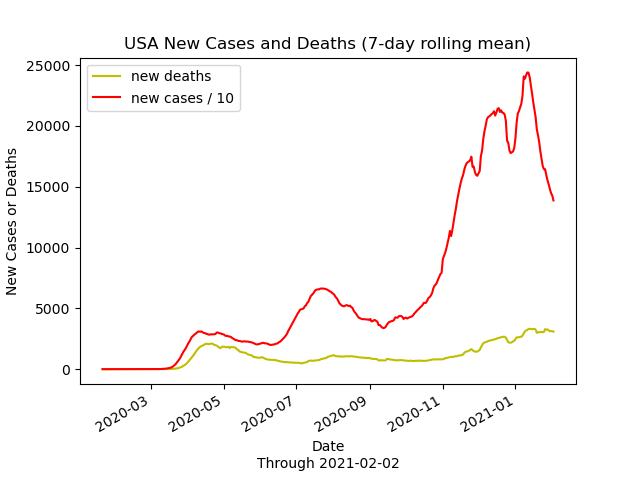 USA New Cases and Deaths (7-day rolling mean)
new deaths
new cases / 10
25000
20000
15000
10000
5000
0
New Cases or Deaths
2020-03
2020-05
2020-07
2020-09
2020-11
2021-01
Date
Through 2021-02-02